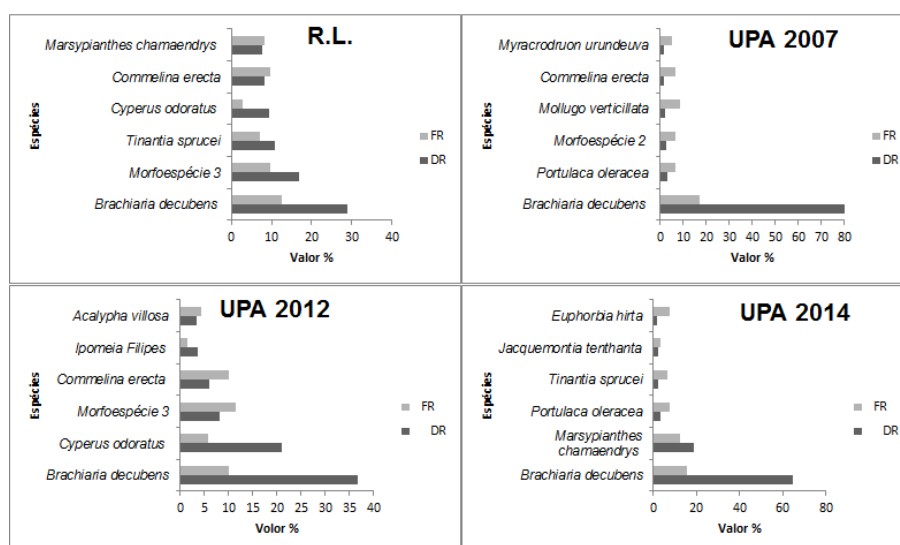 R.L.
Espécies
Marsypianthes chamaendrys
Commelina erecta
Cyperus odoratus
Tinantia sprucei
Morfoespécie 3
Brachiaria decubens
FR
DR
0 10 20 30 40
Valor %
UPA 2007
Espécies
Myracrodruon urundeuva
Commelina erecta
Mollugo verticillata
Morfoespécie 2
Portulaca oleracea
Brachiaria decubens
FR
DR
0 10 20 30 40 50 60 70 80
Valor %
UPA 2012
Espécies
Acalypha villosa
Ipomeia Filipes
Commelina erecta
Morfoespécie 3
Cyperus odoratus
Brachiaria decubens
FR
DR
0 5 10 15 20 25 30 35 40
Volor %
UPA 2014
Espécies
Euphorbia hirta
Jacquemontia tenthanta
Tinantia sprucei
Portulaca oleracea
Marsypianthes
chamaendrys
Brachiaria decubens
FR
DR
0 20 40 60 80
Valor %